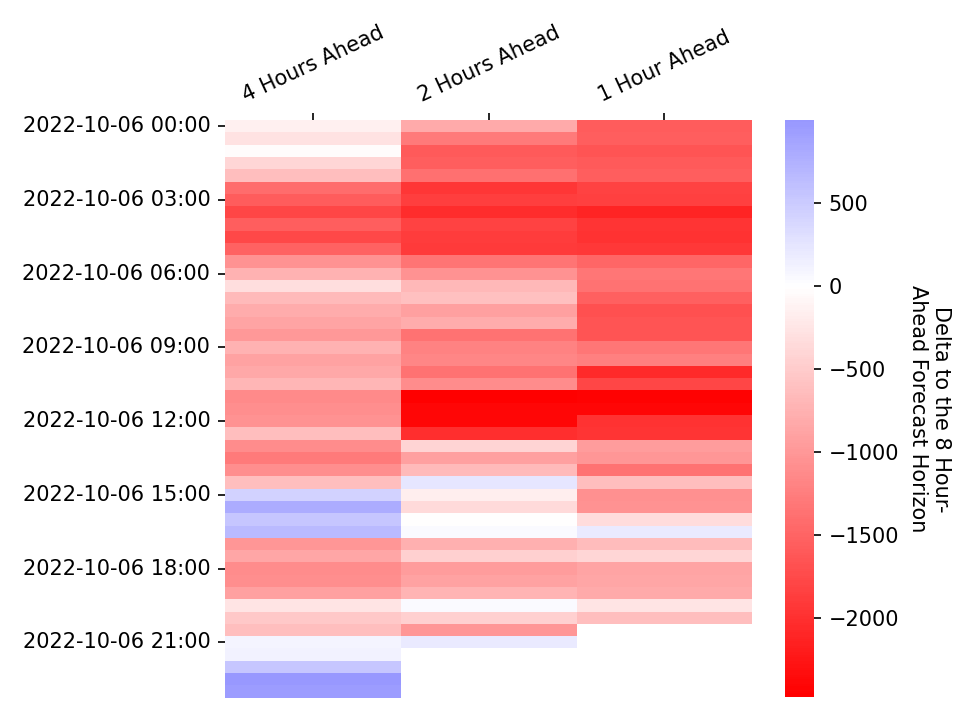 4 Hours Ahead
2 Hours Ahead
1 Hour Ahead
2022-10-06 00:00
2022-10-06 03:00
2022-10-06 06:00
2022-10-06 09:00
2022-10-06 12:00
2022-10-06 15:00
2022-10-06 18:00
2022-10-06 21:00
500
0
−500
−1000
−1500
−2000
Delta to the 8 Hour-
Ahead Forecast Horizon